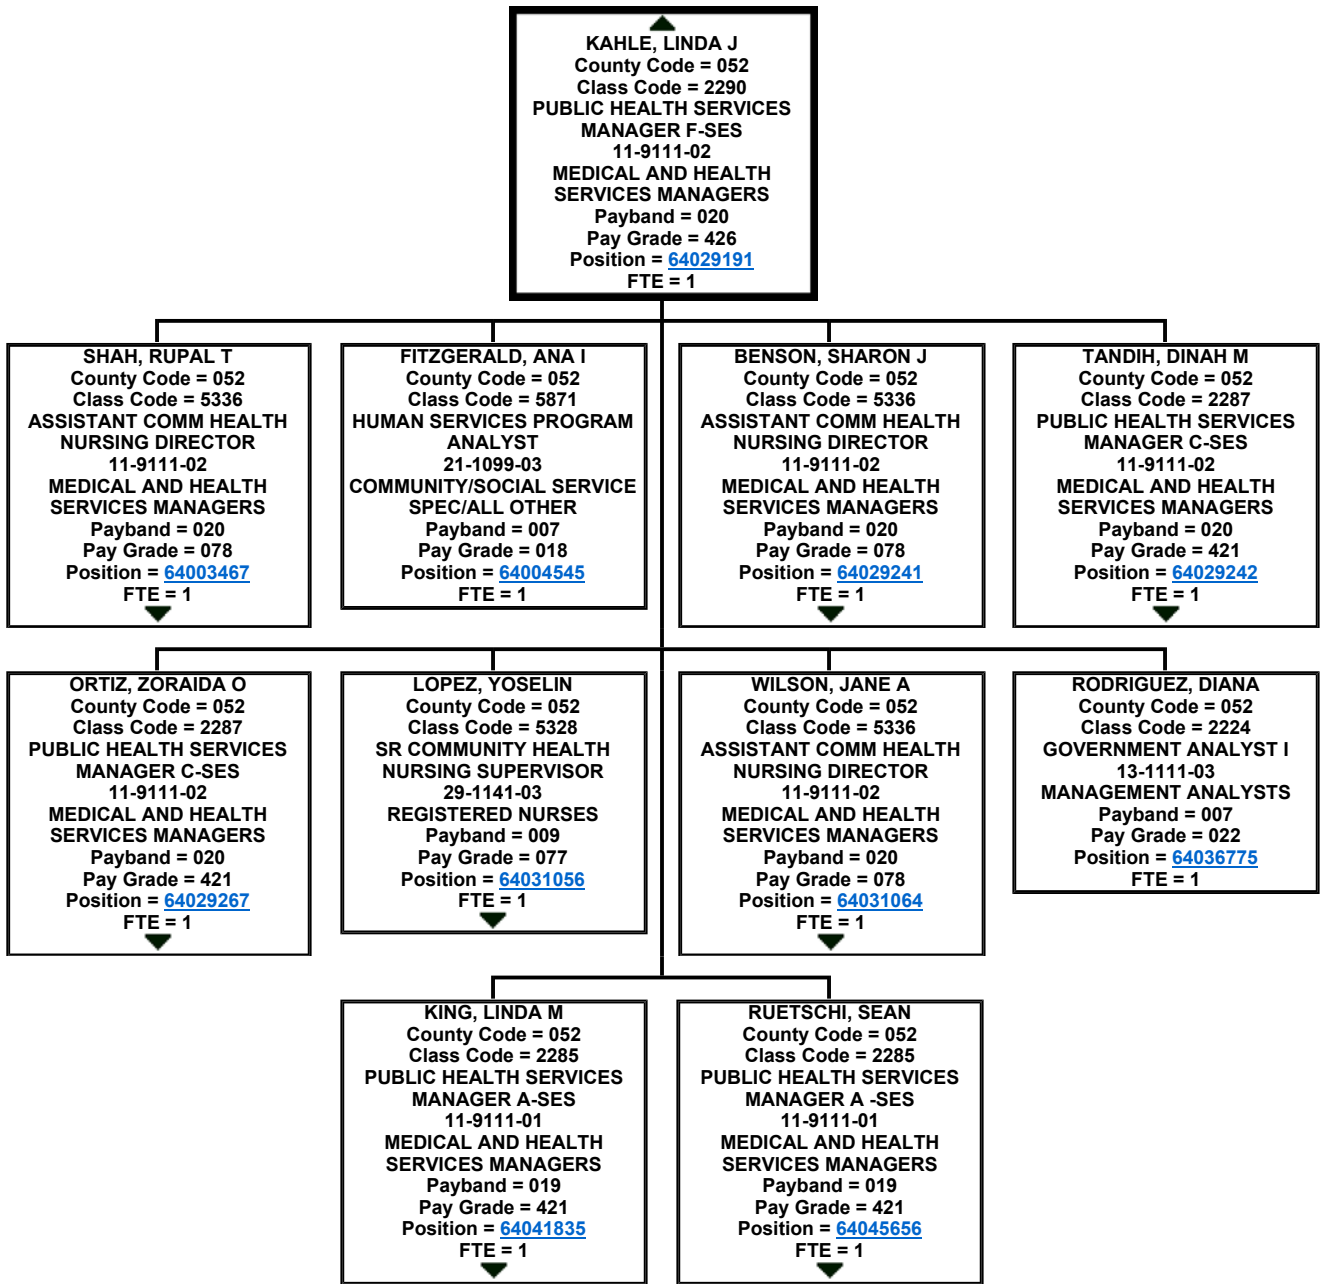 KAHLE, LINDA J
County Code = 052
Class Code = 2290
PUBLIC HEALTH SERVICES
MANAGER F-SES
11-9111-02
MEDICAL AND HEALTH
SERVICES MANAGERS
Payband = 020
Pay Grade = 426
Position = 64029191
FTE = 1
SHAH, RUPAL T
County Code = 052
Class Code = 5336
ASSISTANT COMM HEALTH
NURSING DIRECTOR
11-9111-02
MEDICAL AND HEALTH
SERVICES MANAGERS
Payband = 020
Pay Grade = 078
Position = 64003467
FTE = 1
FITZGERALD, ANA I
County Code = 052
Class Code = 5871
HUMAN SERVICES PROGRAM
ANALYST
21-1099-03
COMMUNITY/SOCIAL SERVICE
SPEC/ALL OTHER
Payband = 007
Pay Grade = 018
Position = 64004545
FTE = 1
BENSON, SHARON J
County Code = 052
Class Code = 5336
ASSISTANT COMM HEALTH
NURSING DIRECTOR
11-9111-02
MEDICAL AND HEALTH
SERVICES MANAGERS
Payband = 020
Pay Grade = 078
Position = 64029241
FTE = 1
TANDIH, DINAH M
County Code = 052
Class Code = 2287
PUBLIC HEALTH SERVICES
MANAGER C-SES
11-9111-02
MEDICAL AND HEALTH
SERVICES MANAGERS
Payband = 020
Pay Grade = 421
Position = 64029242
FTE = 1
ORTIZ, ZORAIDA O
County Code = 052
Class Code = 2287
PUBLIC HEALTH SERVICES
MANAGER C-SES
11-9111-02
MEDICAL AND HEALTH
SERVICES MANAGERS
Payband = 020
Pay Grade = 421
Position = 64029267
FTE = 1
LOPEZ, YOSELIN
County Code = 052
Class Code = 5328
SR COMMUNITY HEALTH
NURSING SUPERVISOR
29-1141-03
REGISTERED NURSES
Payband = 009
Pay Grade = 077
Position = 64031056
FTE = 1
WILSON, JANE A
County Code = 052
Class Code = 5336
ASSISTANT COMM HEALTH
NURSING DIRECTOR
11-9111-02
MEDICAL AND HEALTH
SERVICES MANAGERS
Payband = 020
Pay Grade = 078
Position = 64031064
FTE = 1
RODRIGUEZ, DIANA
County Code = 052
Class Code = 2224
GOVERNMENT ANALYST I
13-1111-03
MANAGEMENT ANALYSTS
Payband = 007
Pay Grade = 022
Position = 64036775
FTE = 1
KING, LINDA M
County Code = 052
Class Code = 2285
PUBLIC HEALTH SERVICES
MANAGER A-SES
11-9111-01
MEDICAL AND HEALTH
SERVICES MANAGERS
Payband = 019
Pay Grade = 421
Position = 64041835
FTE = 1
RUETSCHI, SEAN
County Code = 052
Class Code = 2285
PUBLIC HEALTH SERVICES
MANAGER A -SES
11-9111-01
MEDICAL AND HEALTH
SERVICES MANAGERS
Payband = 019
Pay Grade = 421
Position = 64045656
FTE = 1